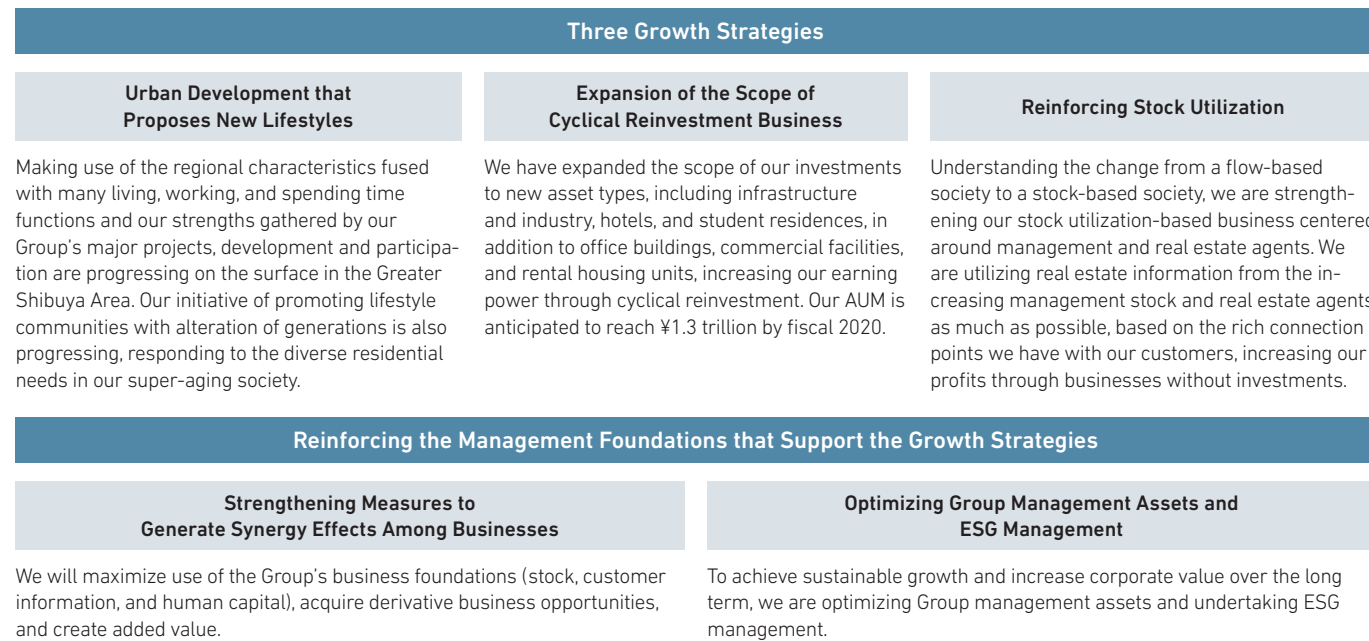 Three Growth Strategies
Urban Development that
Proposes New Lifestyles
Making use of the regional characteristics fused
with many living, working, and spending time
functions and our strengths gathered by our
Group's major projects, development and participa-
tion are progressing on the surface in the Greater
Shibuya Area. Our initiative of promoting lifestyle
communities with alteration of generations is also
progressing, responding to the diverse residential
needs in our super-aging society.
Expansion of the Scope of
Cyclical Reinvestment Business
We have expanded the scope of our investments
to new asset types, including infrastructure
and industry, hotels, and student residences, in
addition to office buildings, commercial facilities,
and rental housing units, increasing our earning
power through cyclical reinvestment. Our AUM is
anticipated to reach ¥1.3 trillion by fiscal 2020.
Reinforcing Stock Utilization
Understanding the change from a flow-based
society to a stock-based society, we are strength-
ening our stock utilization-based business centered
around management and real estate agents. We
are utilizing real estate information from the in-
creasing management stock and real estate agents
as much as possible, based on the rich connection
points we have with our customers, increasing our
profits through businesses without investments.
Reinforcing the Management Foundations that Support the Growth Strategies
Strengthening Measures to
Generate Synergy Effects Among Businesses
We will maximize use of the Group's business foundations (stock, customer
information, and human capital), acquire derivative business opportunities,
and create added value.
Optimizing Group Management Assets and
ESG Management
To achieve sustainable growth and increase corporate value over the long
term, we are optimizing Group management assets and undertaking ESG
management.